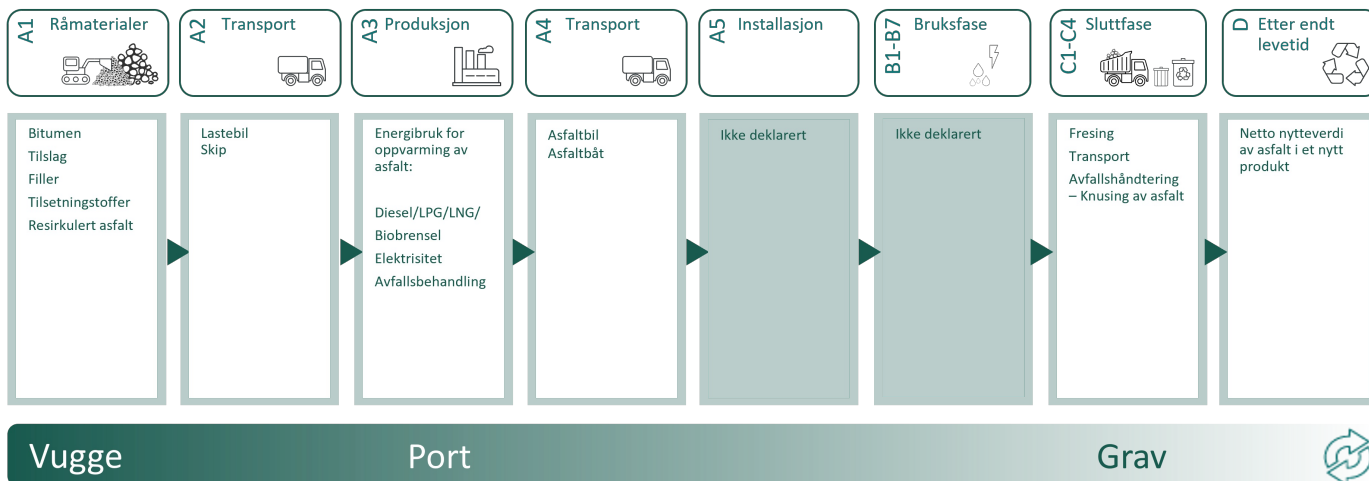 A1 Råmaterialer
A2 Transport
A3 Produksjon
A4 Transport
A5 Installasjon
B1-B7 Bruksfase
C1-C4 Sluttfase
D Etter endt
levetid
Bitumen
Tilslag
Filler
Tilsetningstoffer
Resirkulert asfalt
Lastebil
Skip
Energibruk for
oppvarming av
asfalt:
Diesel/LPG/LNG/
Biobrensel
Elektrisitet
Avfallsbehandling
Asfaltbil
Asfaltbåt
Ikke deklarert
Ikke deklarert
Fresing
Transport
Avfallshåndtering
– Knusing av asfalt
Netto nytteverdi
av asfalt i et nytt
produkt
Vugge
Port
Grav